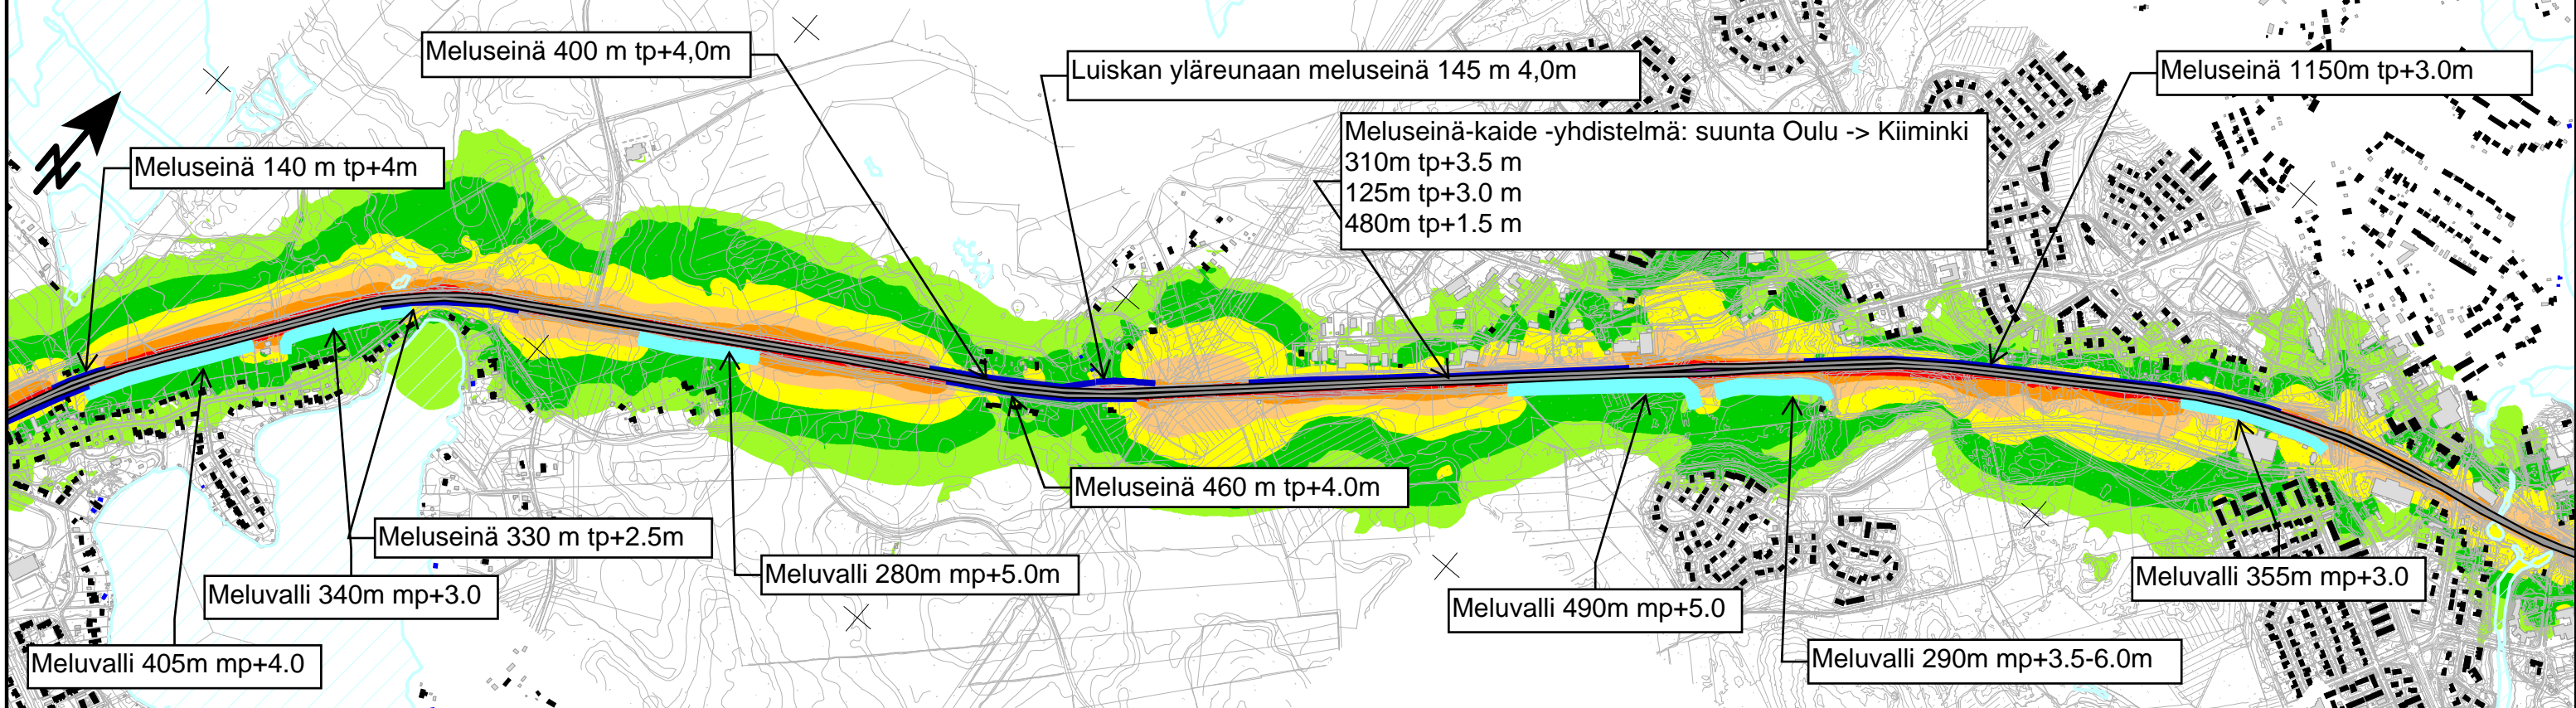 Meluseinä 400 m tp+4,0m
Luiskan yläreunaan meluseinä 145 m 4,0m
Meluseinä 1150m tp+3.0m
Meluseinä-kaide -yhdistelmä: suunta Oulu -> Kiiminki
310m tp+3.5 m
125m tp+3.0 m
480m tp+1.5 m
Meluseinä 140 m tp+4m
Meluseinä 460 m tp+4.0m
Meluseinä 330 m tp+2.5m
Meluvalli 280m mp+5.0m
Meluvalli 355m mp+3.0
Meluvalli 340m mp+3.0
Meluvalli 490m mp+5.0
Meluvalli 405m mp+4.0
Meluvalli 290m mp+3.5-6.0m